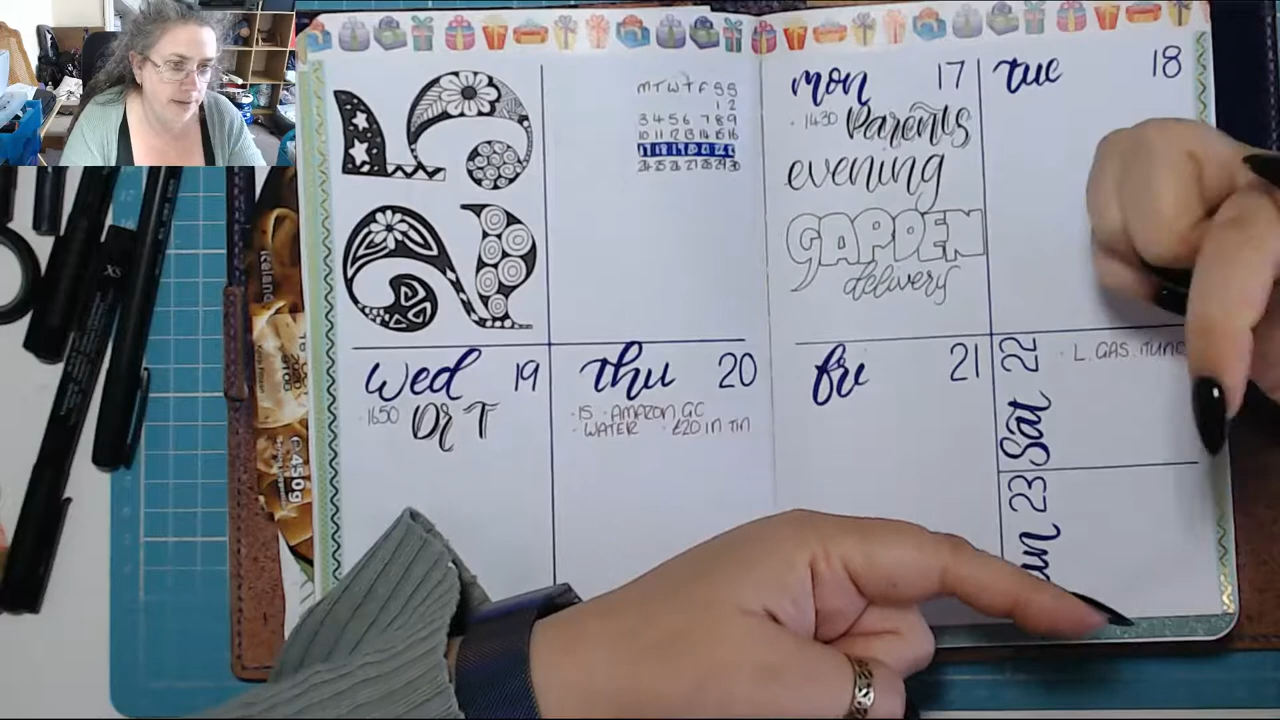 52
M T W T F S S
1 2
3 4 5 6 7 8 9
10 11 12 13 14 15 16
17 18 19 20 21 22 23
24 25 26 27 28 29 30
mon 17
· 1430 Parents
evening
GARDEN
delivery
tue 18
wed 19
· 1650 Dr T
thu 20
· 15 · AMAZON GC
· WATER · £20 IN TIN
fri 21
Sat 22
· L. GAS.
23
XS
P450g